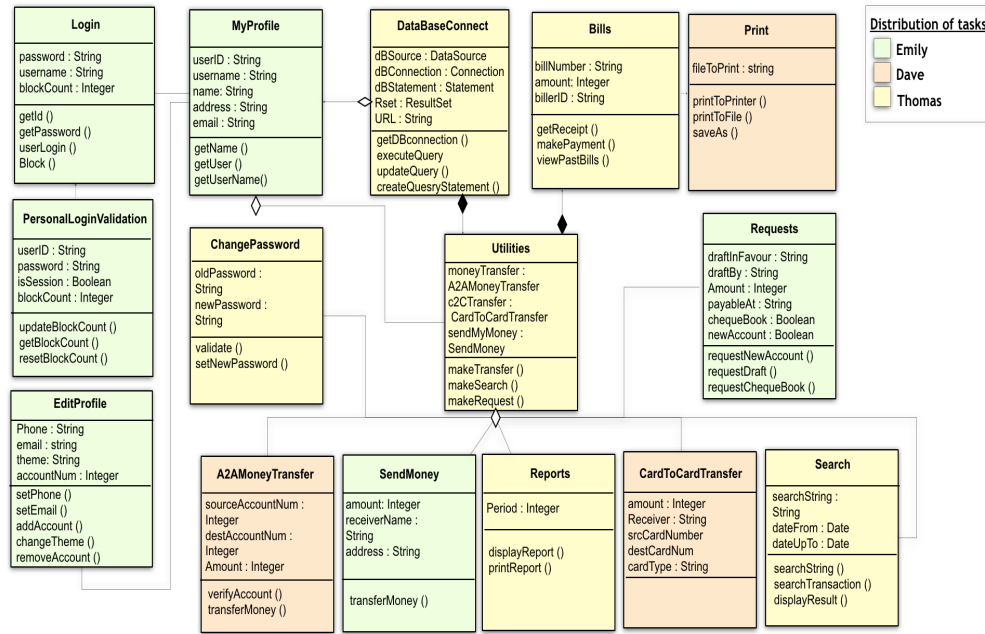 Login
password : String
username : String
blockCount : Integer
getId ()
getPassword ()
userLogin ()
Block ()
MyProfile
userID : String
username : String
name: String
address : String
email : String
getName ()
getUser ()
getUserName()
DataBaseConnect
dBSource : DataSource
dBConnection : Connection
dBStatement : Statement
Rset : ResultSet
URL : String
getDBconnection ()
executeQuery
updateQuery ()
createQuesryStatement ()
Bills
billNumber : String
amount: Integer
billerID : String
getReceipt ()
makePayment ()
viewPastBills ()
Print
fileToPrint : string
printToPrinter ()
printToFile ()
saveAs ()
Distribution of tasks
Emily
Dave
Thomas
PersonalLoginValidation
userID : String
password : String
isSession : Boolean
blockCount : Integer
updateBlockCount ()
getBlockCount ()
resetBlockCount ()
ChangePassword
oldPassword :
String
newPassword :
String
validate ()
setNewPassword ()
Utilities
moneyTransfer :
A2AMoneyTransfer
c2CTransfer :
CardToCardTransfer
sendMyMoney :
SendMoney
makeTransfer ()
makeSearch ()
makeRequest ()
Requests
draftInFavour : String
draftBy : String
Amount : Integer
payableAt : String
chequeBook : Boolean
newAccount : Boolean
requestNewAccount ()
requestDraft ()
requestChequeBook ()
EditProfile
Phone : String
email : string
theme: String
accountNum : Integer
setPhone ()
setEmail ()
addAccount ()
changeTheme ()
removeAccount ()
A2AMoneyTransfer
sourceAccountNum :
Integer
destAccountNum :
Integer
Amount : Integer
verifyAccount ()
transferMoney ()
SendMoney
amount: Integer
receiverName :
String
address : String
transferMoney ()
Reports
Period : Integer
displayReport ()
printReport ()
CardToCardTransfer
amount : Integer
Receiver : String
srcCardNumber
destCardNum
cardType : String
Search
searchString :
String
dateFrom : Date
dateUpTo : Date
searchString ()
searchTransaction ()
displayResult ()